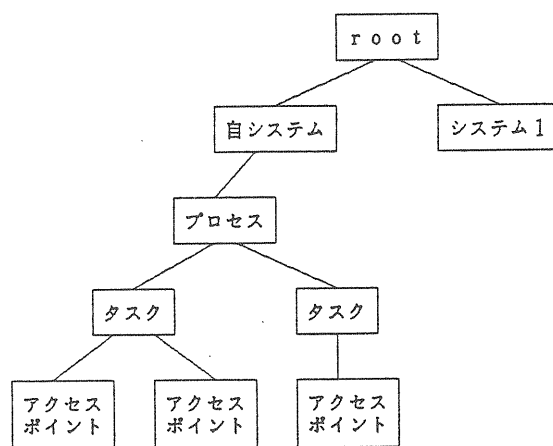 ｒｏｏｔ
自システム
システム１
プロセス
タスク
タスク
アクセス
ポイント
アクセス
ポイント
アクセス
ポイント